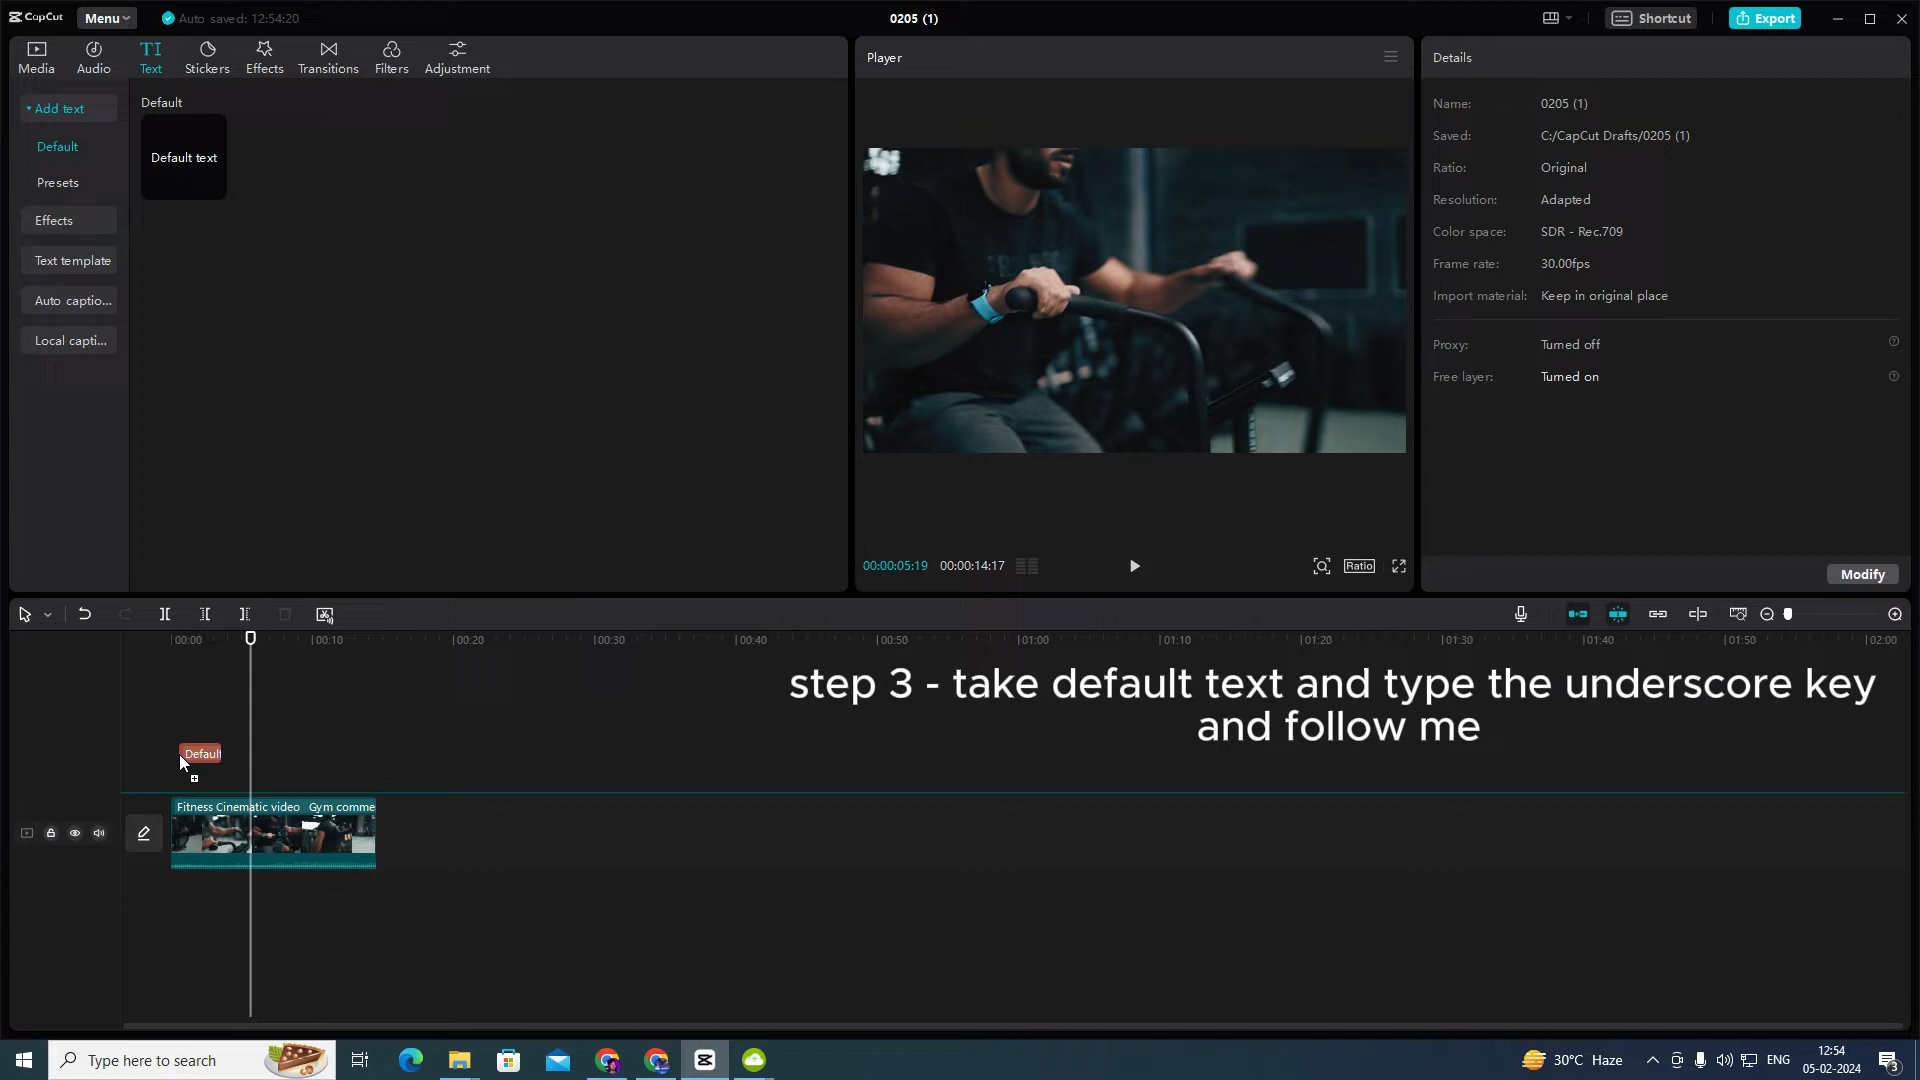 CapCut
Menu
Auto saved: 12:54:20
0205 (1)
Shortcut
Export
Media
Audio
TI
Text
Stickers
Effects
Transitions
Filters
Adjustment
Add text
Default
Presets
Effects
Text template
Auto captio...
Local capti...
Default
Default text
Player
00:00:05:19
00:00:14:17
Ratio
Details
Name: 0205 (1)
Saved: C:/CapCut Drafts/0205 (1)
Ratio: Original
Resolution: Adapted
Color space: SDR - Rec.709
Frame rate: 30.00fps
Import material: Keep in original place
Proxy: Turned off
Free layer: Turned on
Modify
00:00
00:10
00:20
00:30
00:40
00:50
01:00
01:10
01:20
01:30
01:40
01:50
02:00
step 3 - take default text and type the underscore key
and follow me
Default
Fitness Cinematic video Gym comme
Type here to search
30°C Haze
ENG
12:54
05-02-2024
3